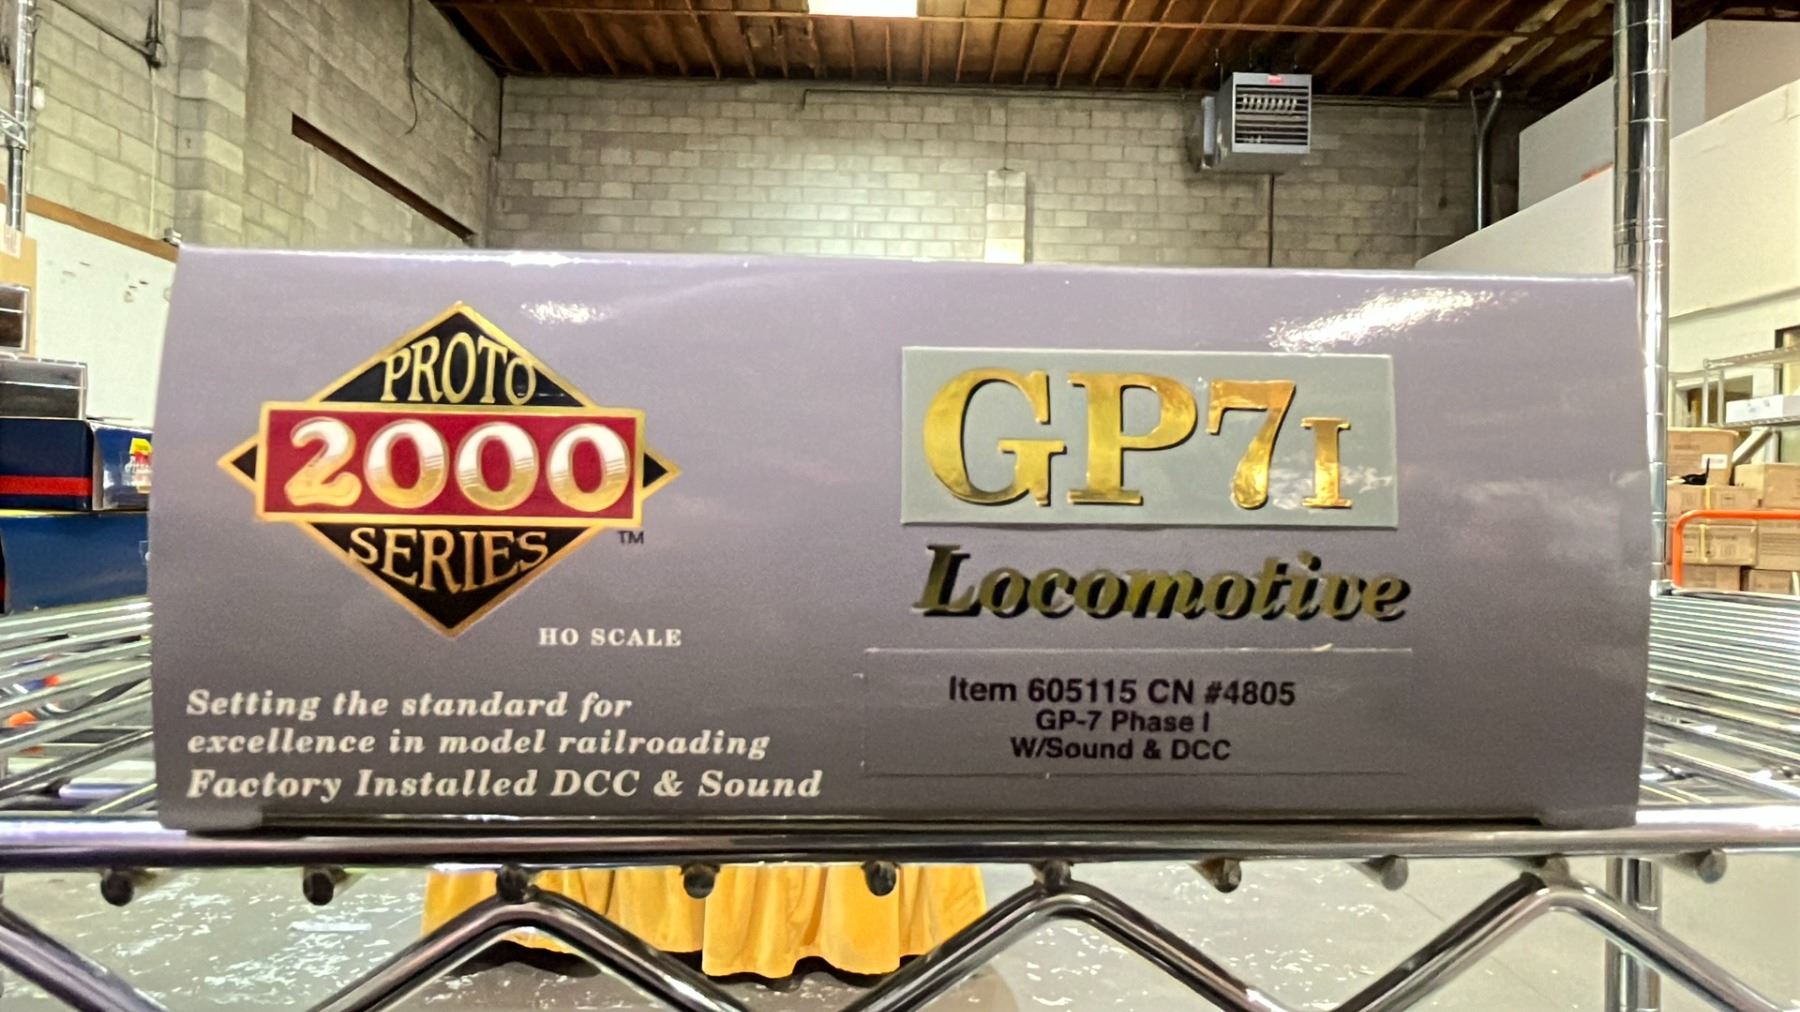 PROTO
2000
SERIES
TM
HO SCALE
Setting the standard for
excellence in model railroading
Factory Installed DCC & Sound
GP7I
Locomotive
Item 605115 CN #4805
GP-7 Phase I
W/Sound & DCC